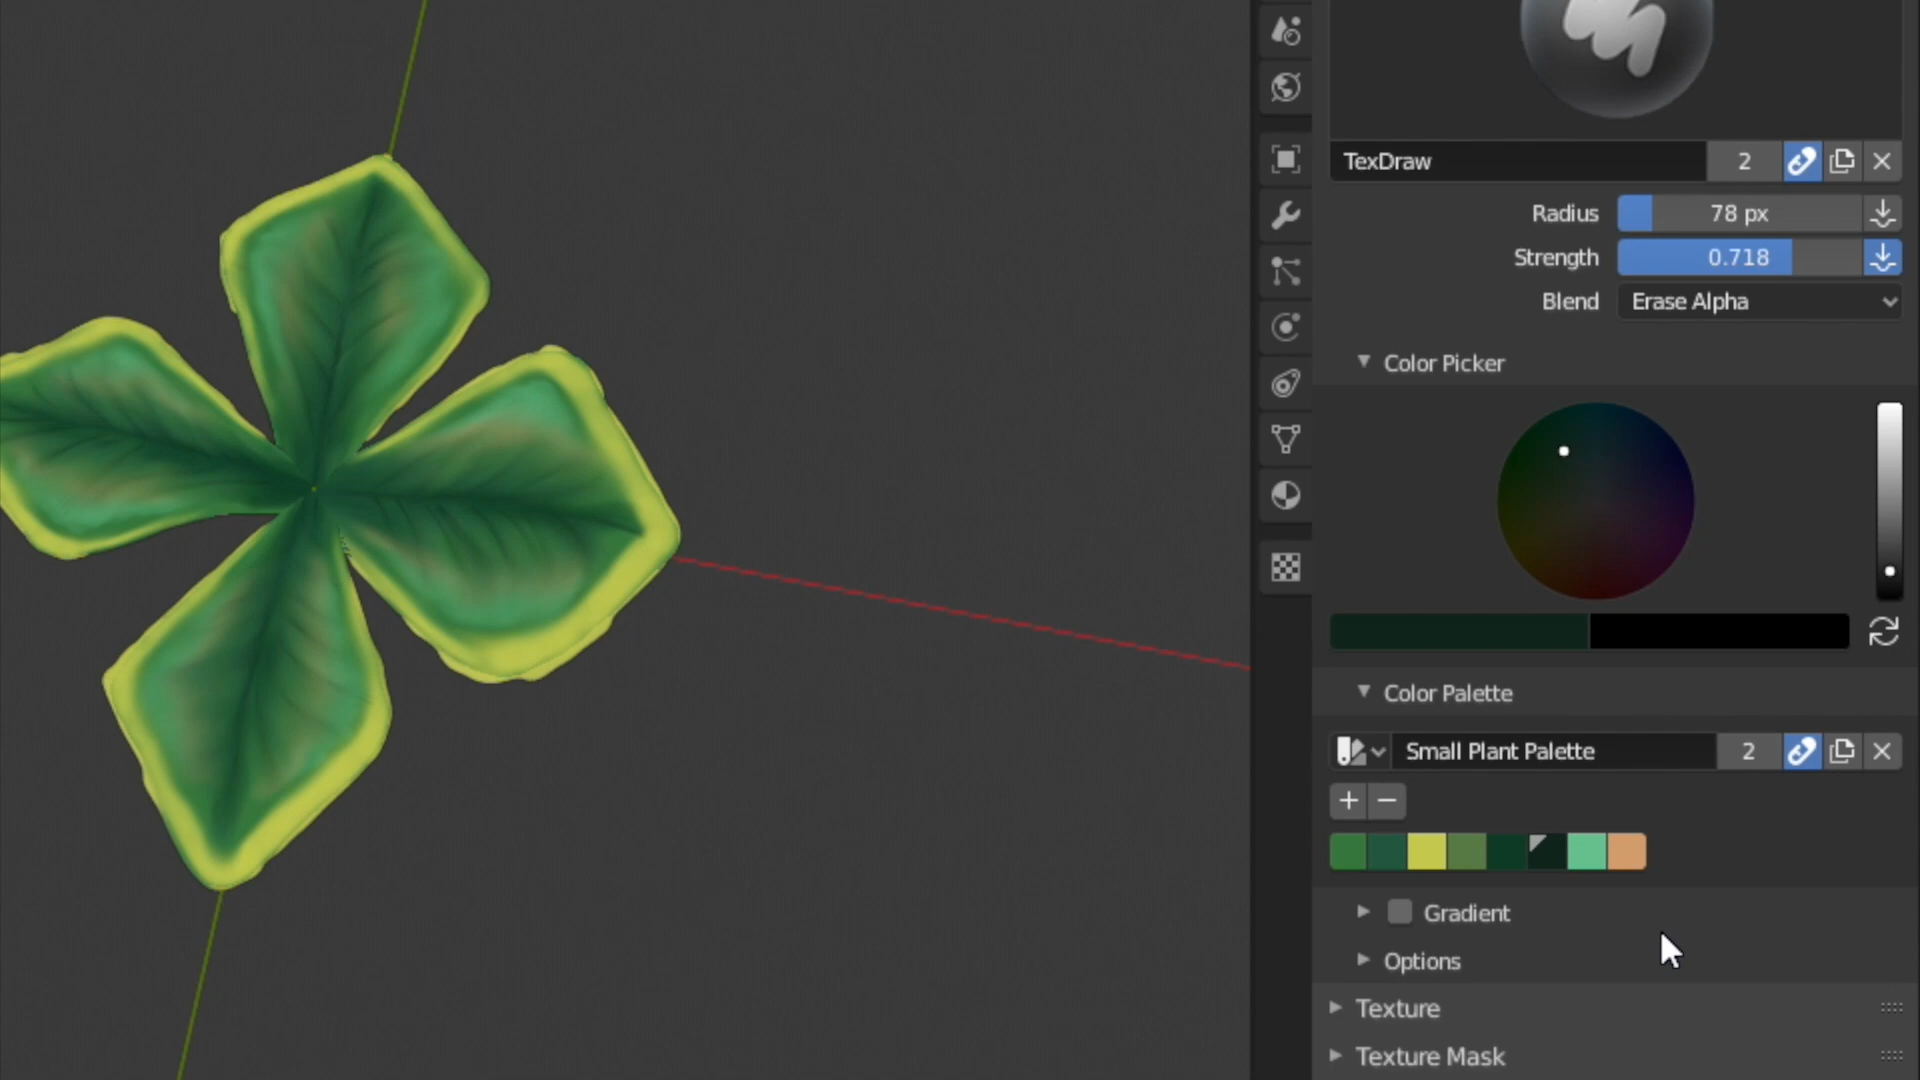 TexDraw 2
Radius 78 px
Strength 0.718
Blend Erase Alpha
Color Picker
Color Palette
Small Plant Palette 2
Gradient
Options
Texture
Texture Mask